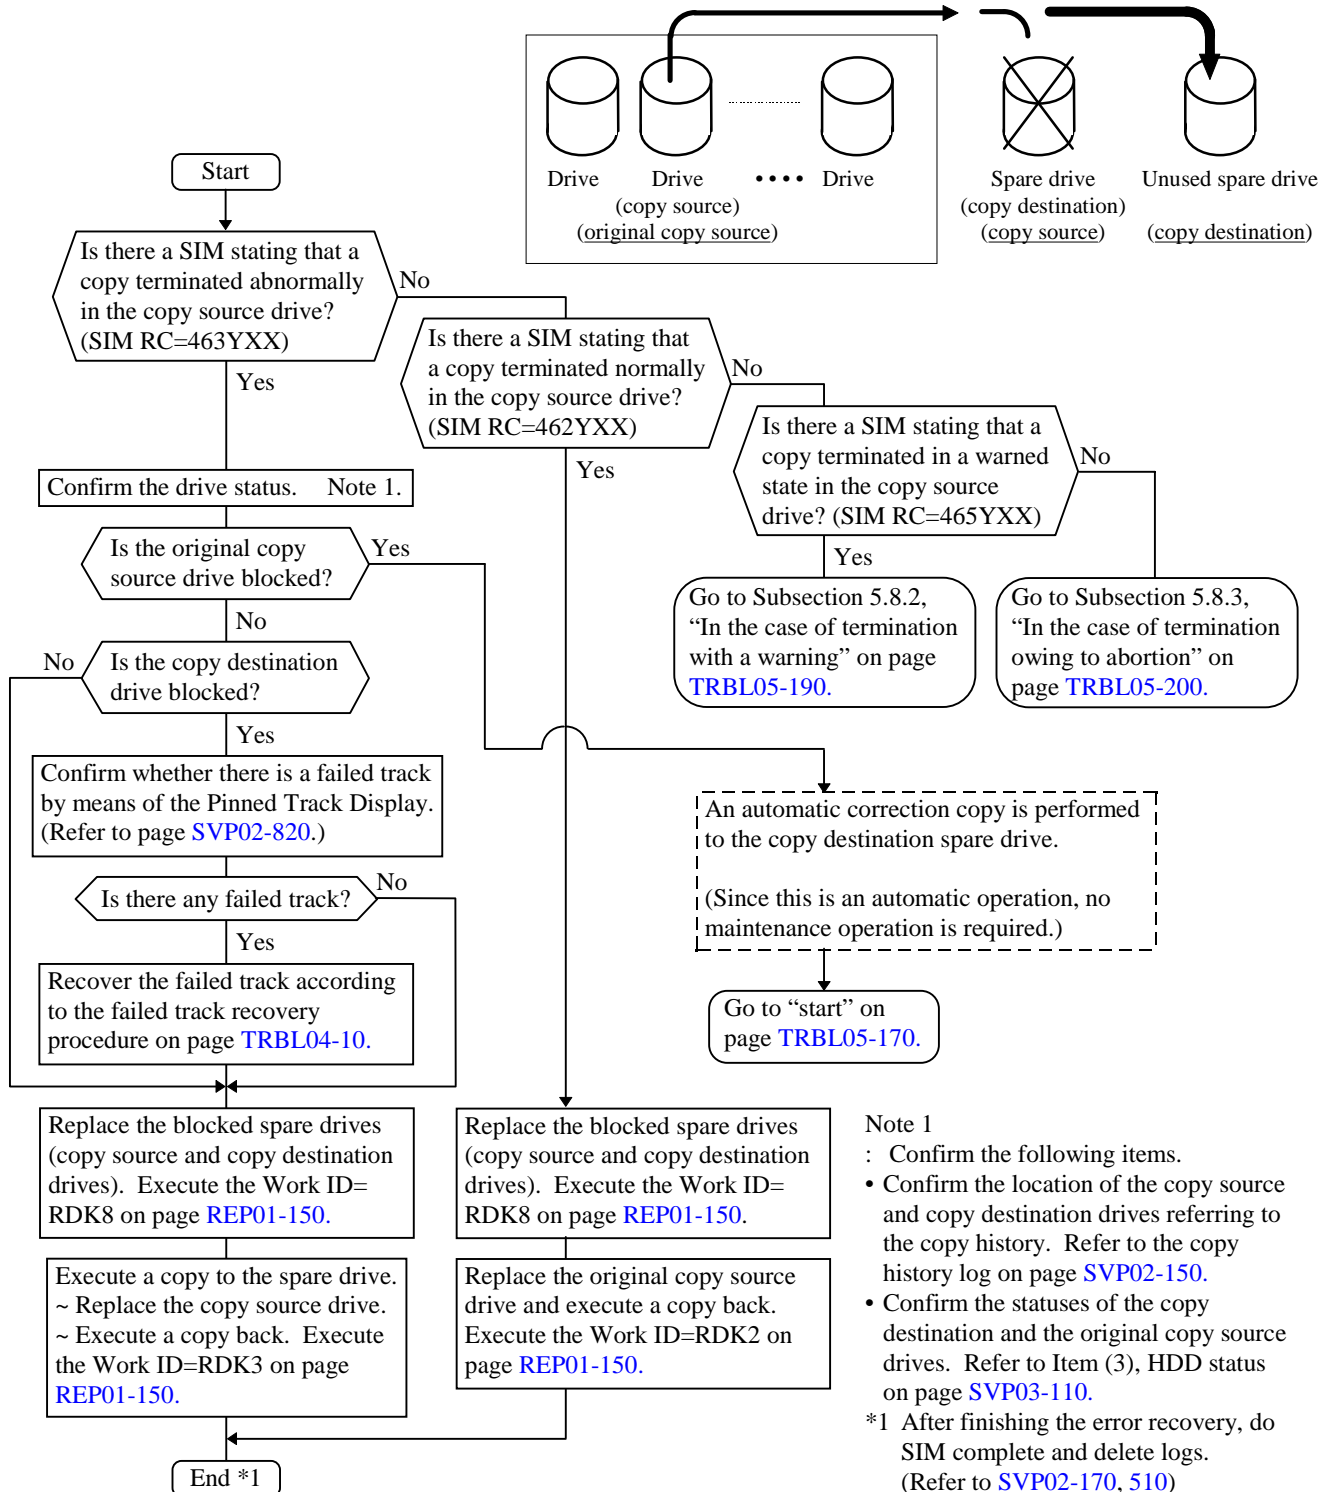 Drive
Drive
• • • •
Drive
(copy source)
(original copy source)
Spare drive
(copy destination)
(copy source)
Unused spare drive
(copy destination)
Start
Is there a SIM stating that a
copy terminated abnormally
in the copy source drive?
(SIM RC=463YXX)
No
Yes
Is there a SIM stating that
a copy terminated normally
in the copy source drive?
(SIM RC=462YXX)
No
Yes
Is there a SIM stating that a
copy terminated in a warned
state in the copy source
drive? (SIM RC=465YXX)
No
Yes
Confirm the drive status. Note 1.
Is the original copy
source drive blocked?
Yes
No
Go to Subsection 5.8.2,
“In the case of termination
with a warning” on page
TRBL05-190.
Go to Subsection 5.8.3,
“In the case of termination
owing to abortion” on
page TRBL05-200.
No
Is the copy destination
drive blocked?
Yes
Confirm whether there is a failed track
by means of the Pinned Track Display.
(Refer to page SVP02-820.)
An automatic correction copy is performed
to the copy destination spare drive.
(Since this is an automatic operation, no
maintenance operation is required.)
Is there any failed track?
No
Yes
Recover the failed track according
to the failed track recovery
procedure on page TRBL04-10.
Go to “start” on
page TRBL05-170.
Replace the blocked spare drives
(copy source and copy destination
drives). Execute the Work ID=
RDK8 on page REP01-150.
Replace the blocked spare drives
(copy source and copy destination
drives). Execute the Work ID=
RDK8 on page REP01-150.
Execute a copy to the spare drive.
~ Replace the copy source drive.
~ Execute a copy back. Execute
the Work ID=RDK3 on page
REP01-150.
Replace the original copy source
drive and execute a copy back.
Execute the Work ID=RDK2 on
page REP01-150.
End *1
Note 1
: Confirm the following items.
• Confirm the location of the copy source
and copy destination drives referring to
the copy history. Refer to the copy
history log on page SVP02-150.
• Confirm the statuses of the copy
destination and the original copy source
drives. Refer to Item (3), HDD status
on page SVP03-110.
*1 After finishing the error recovery, do
SIM complete and delete logs.
(Refer to SVP02-170, 510)